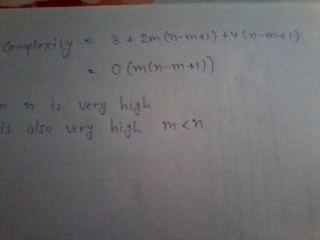 Complexity = 3 + 2m(n-m+1) + 4(n-m+1)
= O(m(n-m+1))
n is very high
is also very high m<n